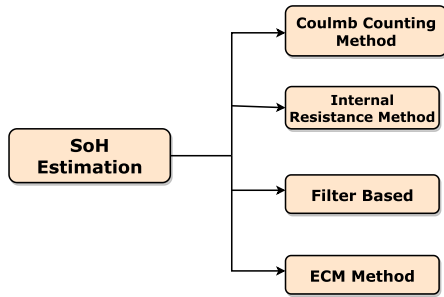 Coulmb Counting
Method
Internal
Resistance Method
SoH
Estimation
Filter Based
ECM Method